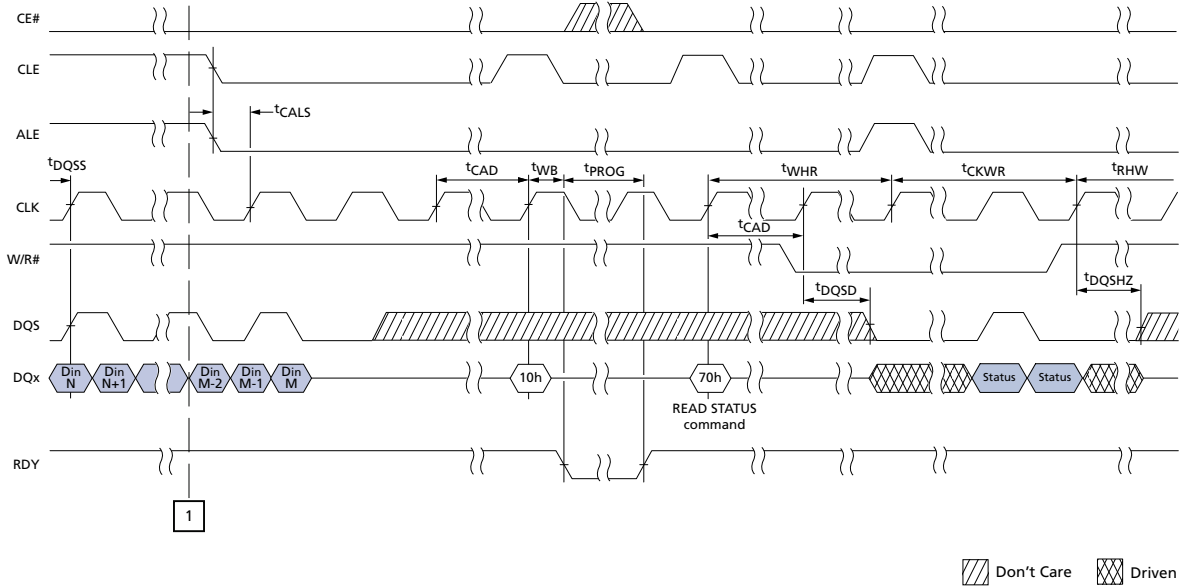 CE#
CLE
tCALS
ALE
tDQSS
tCAD
tWB
tPROG
tWHR
tCKWR
tRHW
CLK
tCAD
W/R#
tDQSD
tDQSHZ
DQS
DQx
Din N
Din N+1
Din M-2
Din M-1
Din M
10h
70h
Status
Status
READ STATUS
command
RDY
1
Don't Care
Driven